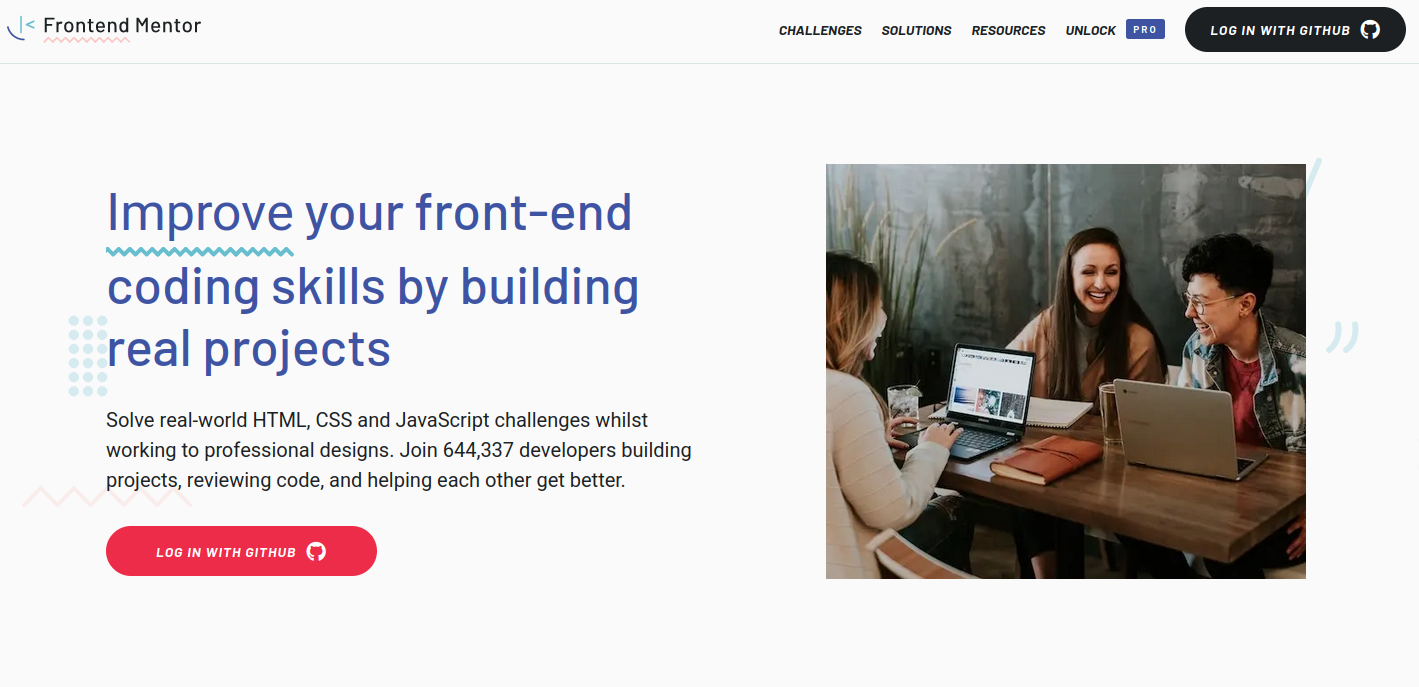 Frontend Mentor
CHALLENGES SOLUTIONS RESOURCES UNLOCK PRO LOG IN WITH GITHUB
Improve your front-end
coding skills by building
real projects
Solve real-world HTML, CSS and JavaScript challenges whilst
working to professional designs. Join 644,337 developers building
projects, reviewing code, and helping each other get better.
LOG IN WITH GITHUB